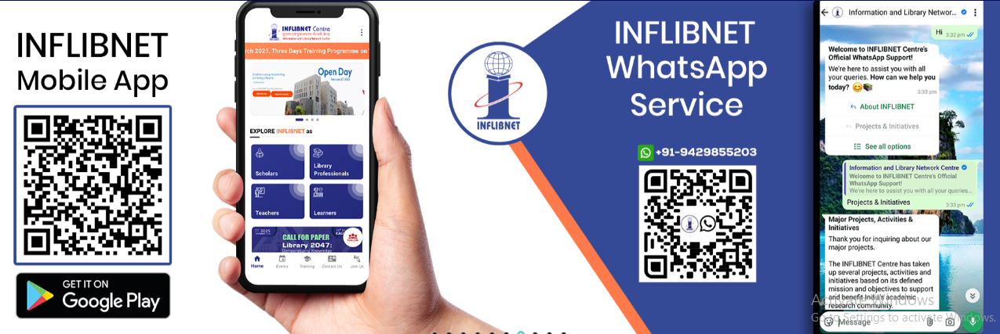 INFLIBNET
Mobile App
GET IT ON
Google Play
INFLIBNET Centre
Information and Library Network Centre
rch 2025, Three Days Training Programme on
Open Day
EXPLORE INFLIBNET as
Scholars
Library
Professionals
Teachers
Learners
2025
CALL FOR PAPER
Library 2047:
Home
Events
Training
Contact Us
Join Us
INFLIBNET
INFLIBNET
WhatsApp
Service
+91-9429855203
Information and Library Networ...
Hi
3:32 pm
Welcome to INFLIBNET Centre's
Official WhatsApp Support!
We're here to assist you with all
your queries. How can we help you
today? 😊📚
3:33 pm
About INFLIBNET
Projects & Initiatives
See all options
Information and Library Network Centre
Welcome to INFLIBNET Centre's Official
WhatsApp Support!
We're here to assist you with all your queries...
Projects & Initiatives
3:33 pm
Major Projects, Activities &
Initiatives
Thank you for inquiring about our
major projects.
The INFLIBNET Centre has taken
up several projects, activities and
initiatives based on its defined
mission and objectives to support
and benefit India's academic
research community.
Message
Activate Windows
Go to Settings to activate Windows.